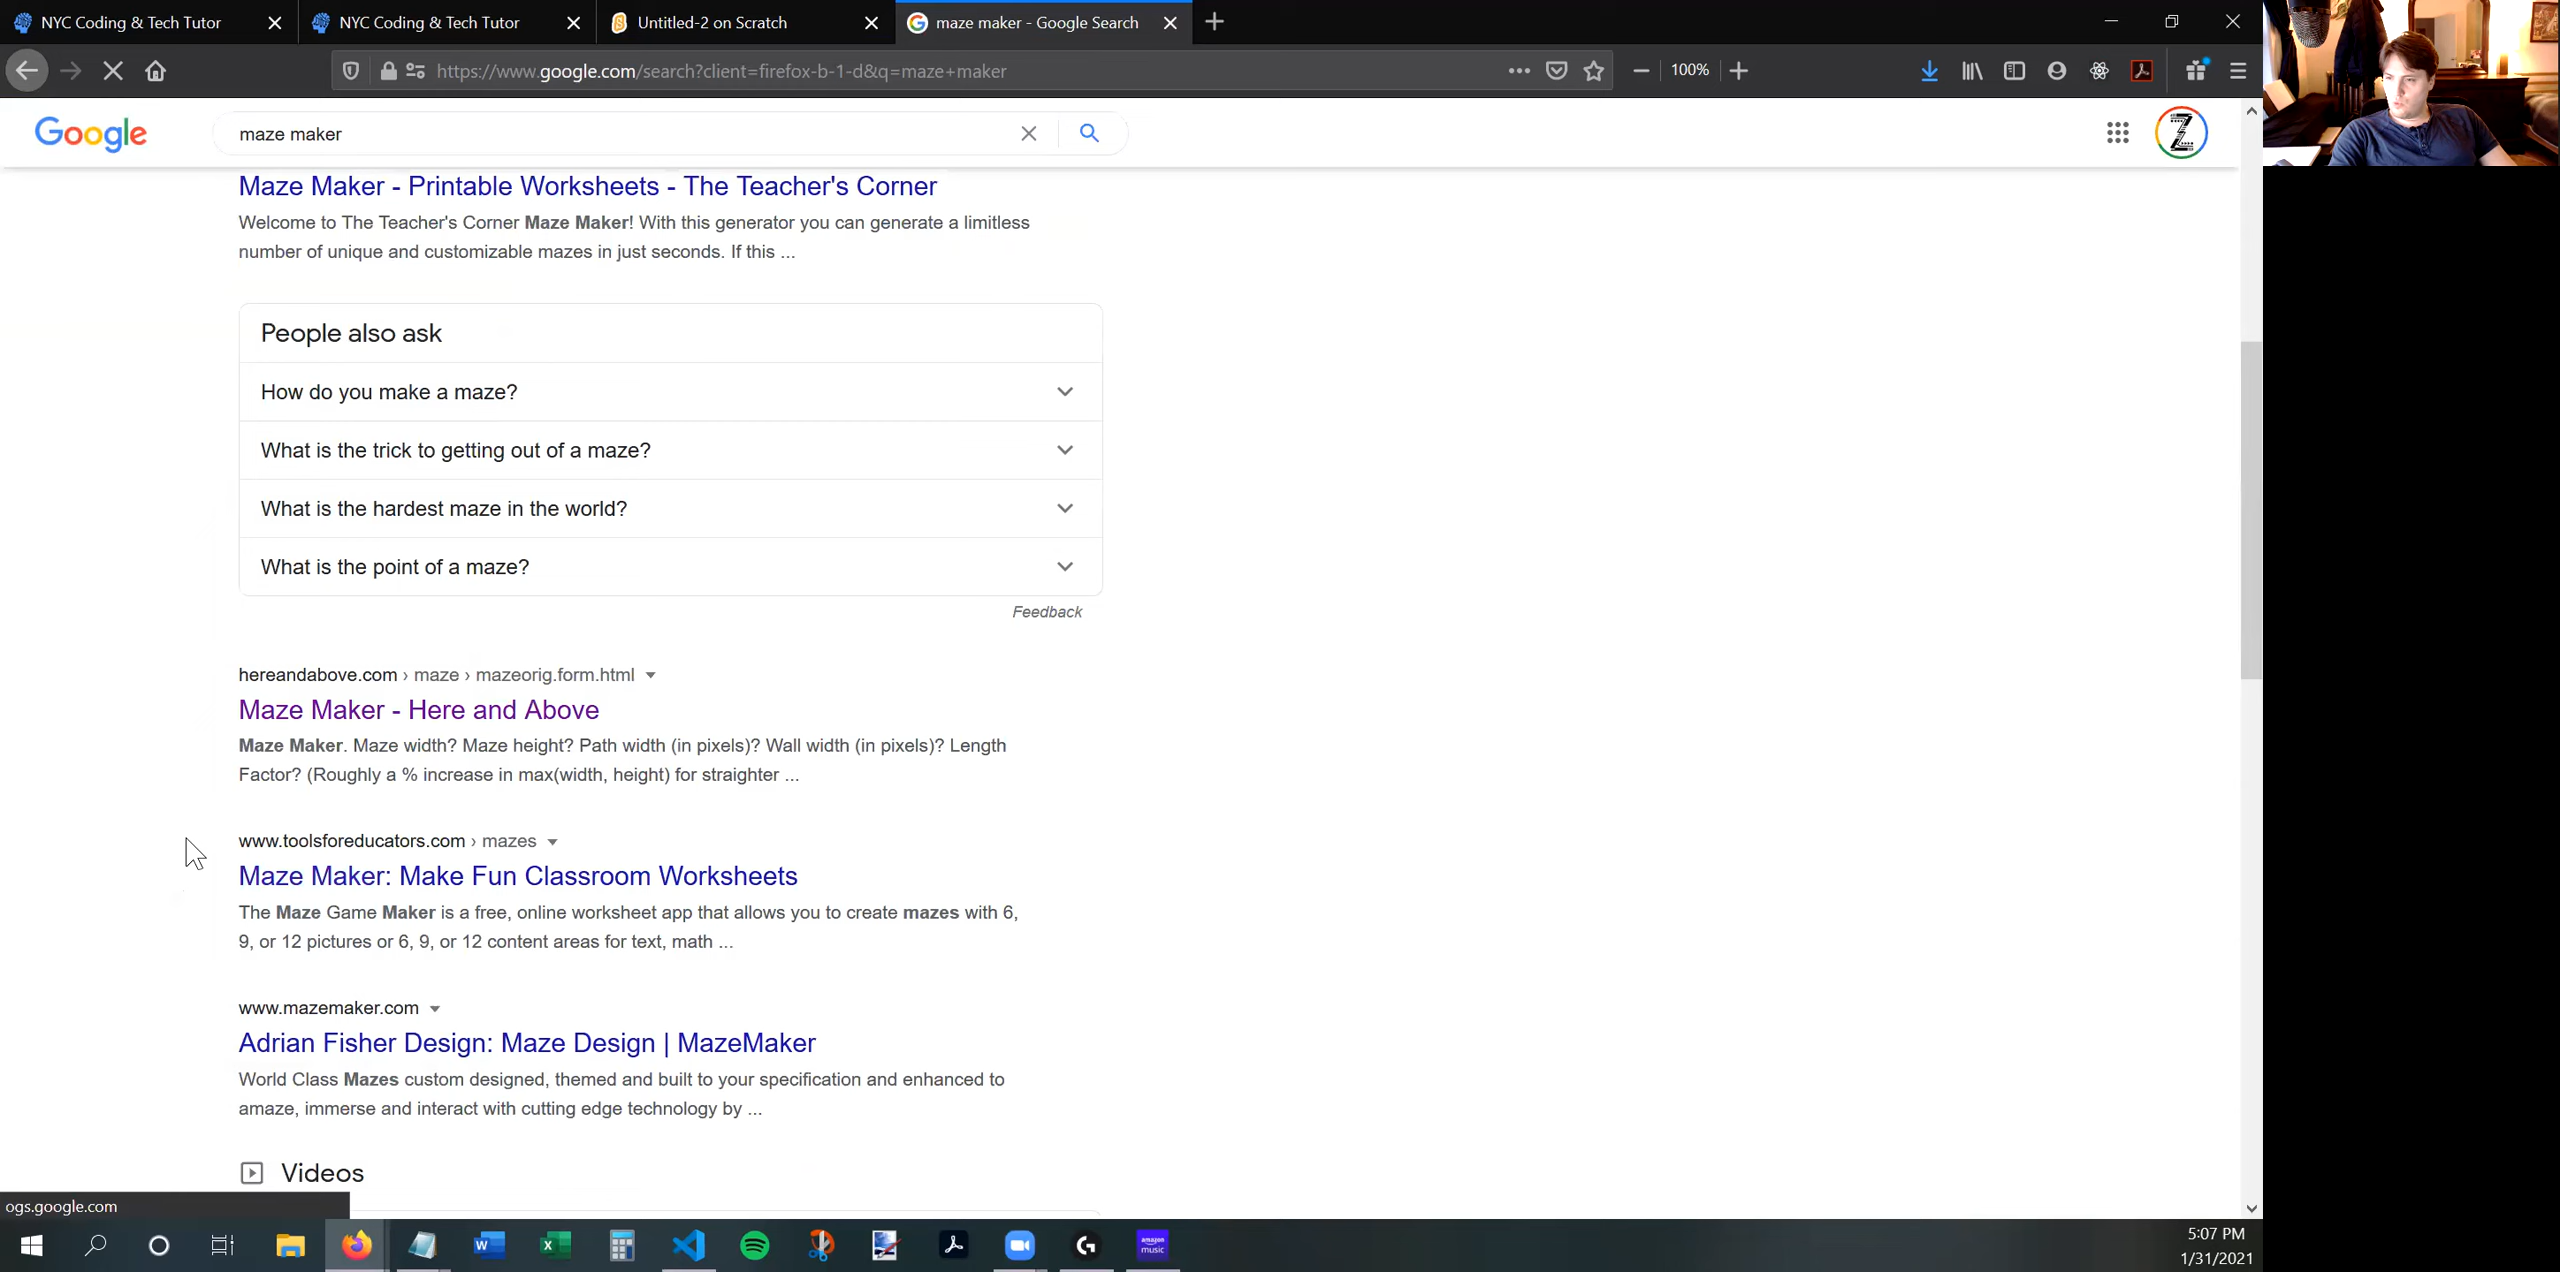 NYC Coding & Tech Tutor
NYC Coding & Tech Tutor
Untitled-2 on Scratch
maze maker - Google Search
https://www.google.com/search?client=firefox-b-1-d&q=maze+maker
100%
Google
maze maker
Z
Maze Maker - Printable Worksheets - The Teacher's Corner
Welcome to The Teacher's Corner Maze Maker! With this generator you can generate a limitless
number of unique and customizable mazes in just seconds. If this ...
People also ask
How do you make a maze?
What is the trick to getting out of a maze?
What is the hardest maze in the world?
What is the point of a maze?
Feedback
hereandabove.com › maze › mazeorig.form.html
Maze Maker - Here and Above
Maze Maker. Maze width? Maze height? Path width (in pixels)? Wall width (in pixels)? Length
Factor? (Roughly a % increase in max(width, height) for straighter ...
www.toolsforeducators.com › mazes
Maze Maker: Make Fun Classroom Worksheets
The Maze Game Maker is a free, online worksheet app that allows you to create mazes with 6,
9, or 12 pictures or 6, 9, or 12 content areas for text, math ...
www.mazemaker.com
Adrian Fisher Design: Maze Design | MazeMaker
World Class Mazes custom designed, themed and built to your specification and enhanced to
amaze, immerse and interact with cutting edge technology by ...
Videos
ogs.google.com
amazon
music
5:07 PM
1/31/2021